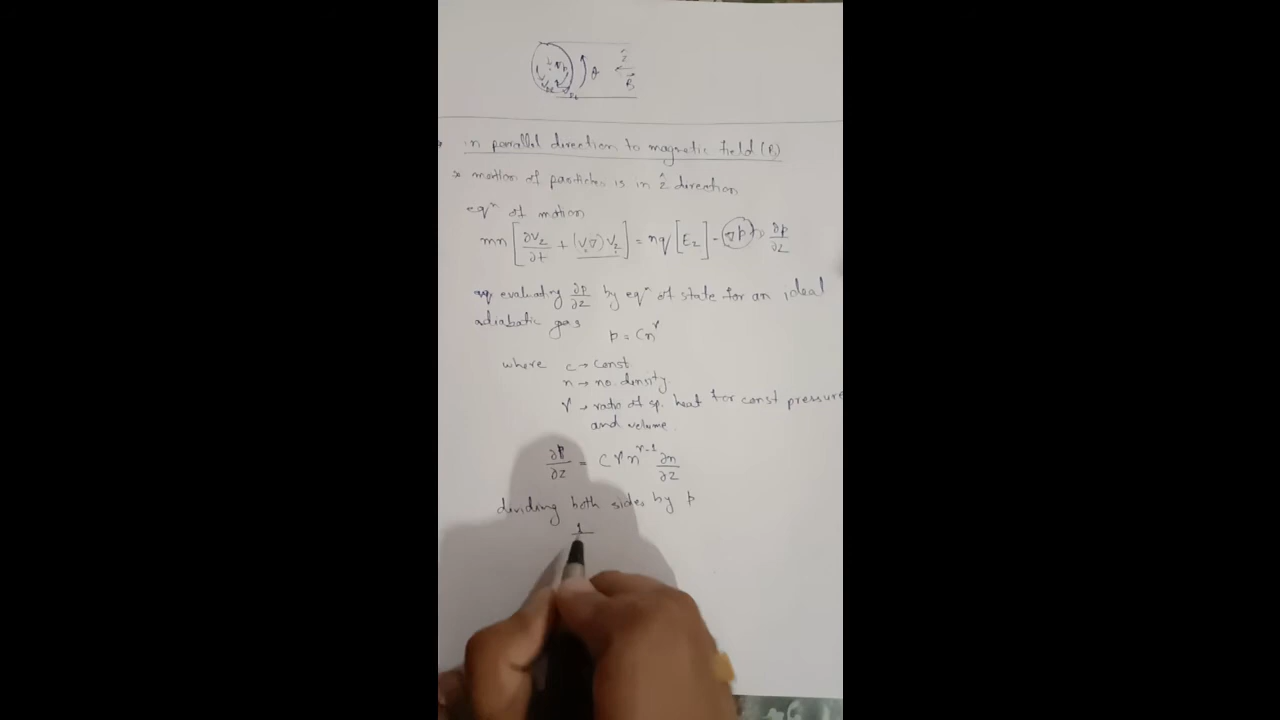 θ ẑ
B
in parrallel direction to magnetic field (B)
motion of particles is in ẑ direction
eqⁿ of motion
mn [∂V_z/∂t + (V.∇)V_z] = nq [E_z] - ∇p → ∂p/∂z
evaluating ∂p/∂z by eqⁿ of state for an ideal
adiabatic gas
p = Cn^γ
where c → const
n → no. density.
γ → ratio of sp. heat for const pressure
and volume.
∂p/∂z = Cγn^(γ-1) ∂n/∂z
dividing both sides by p
1